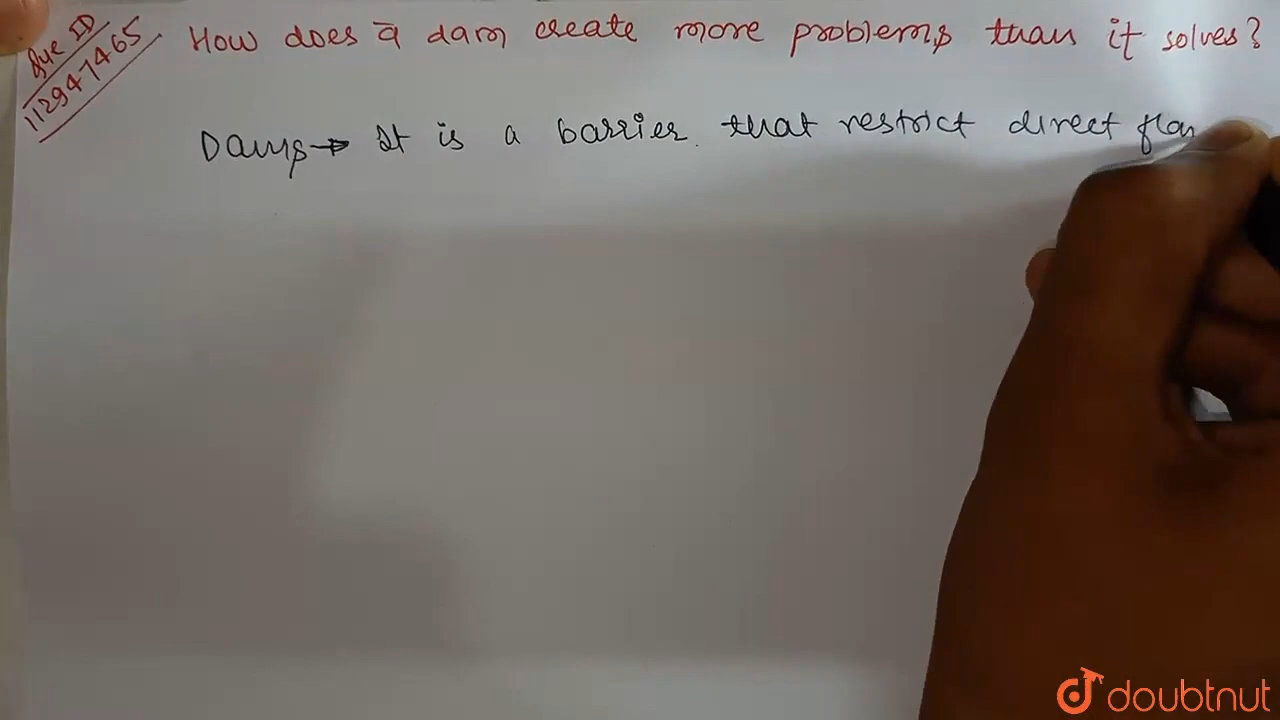 Que ID
112947465
How does a dam create more problems than it solves?
Dams → It is a barrier that restrict direct flow
doubtnut